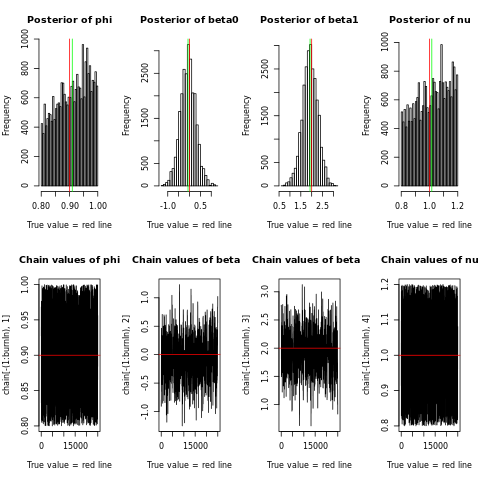 Posterior of phi
Posterior of beta0
Posterior of beta1
Posterior of nu
Frequency
0 200 400 600 800 1000
0.80 0.90 1.00
True value = red line
Frequency
0 500 1500 2500
-1.0 0.5
True value = red line
Frequency
0 500 1500 2500
0.5 1.5 2.5
True value = red line
Frequency
0 200 400 600 800 1000
0.8 1.0 1.2
True value = red line
Chain values of phi
Chain values of beta
Chain values of beta
Chain values of nu
chain[-(1:burnIn), 1]
0.80 0.85 0.90 0.95 1.00
0 15000
True value = red line
chain[-(1:burnIn), 2]
-1.0 -0.5 0.0 0.5 1.0
0 15000
True value = red line
chain[-(1:burnIn), 3]
1.0 1.5 2.0 2.5 3.0
0 15000
True value = red line
chain[-(1:burnIn), 4]
0.8 0.9 1.0 1.1 1.2
0 15000
True value = red line